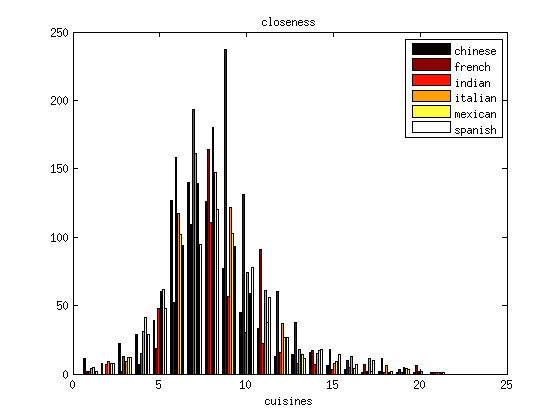 closeness
250
200
150
100
50
0
0 5 10 15 20 25
cuisines
chinese
french
indian
italian
mexican
spanish